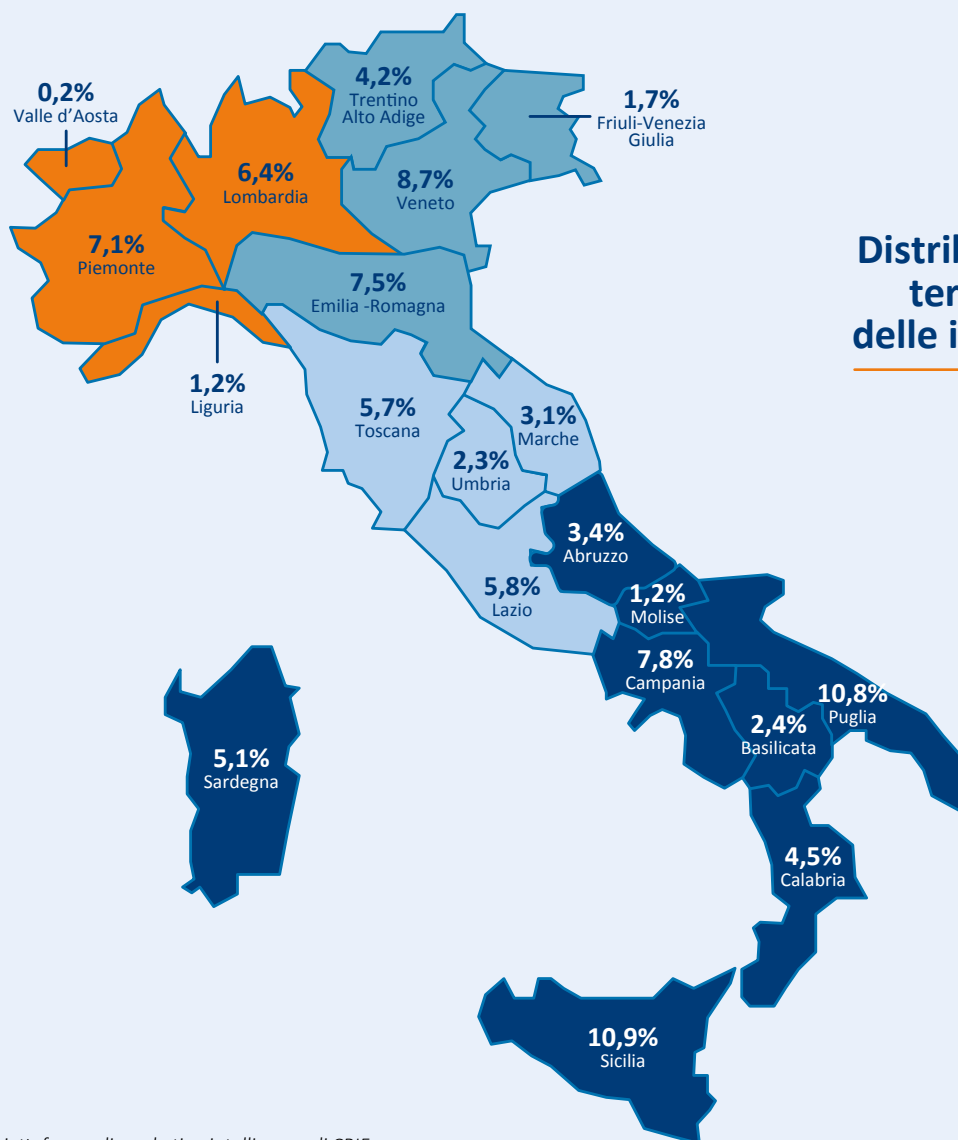 4,2%
Trentino
Alto Adige
0,2%
Valle d'Aosta
1,7%
Friuli-Venezia
Giulia
6,4%
Lombardia
8,7%
Veneto
7,1%
Piemonte
7,5%
Emilia -Romagna
1,2%
Liguria
5,7%
Toscana
3,1%
Marche
2,3%
Umbria
3,4%
Abruzzo
5,8%
Lazio
1,2%
Molise
7,8%
Campania
10,8%
Puglia
2,4%
Basilicata
5,1%
Sardegna
4,5%
Calabria
10,9%
Sicilia
delle
di